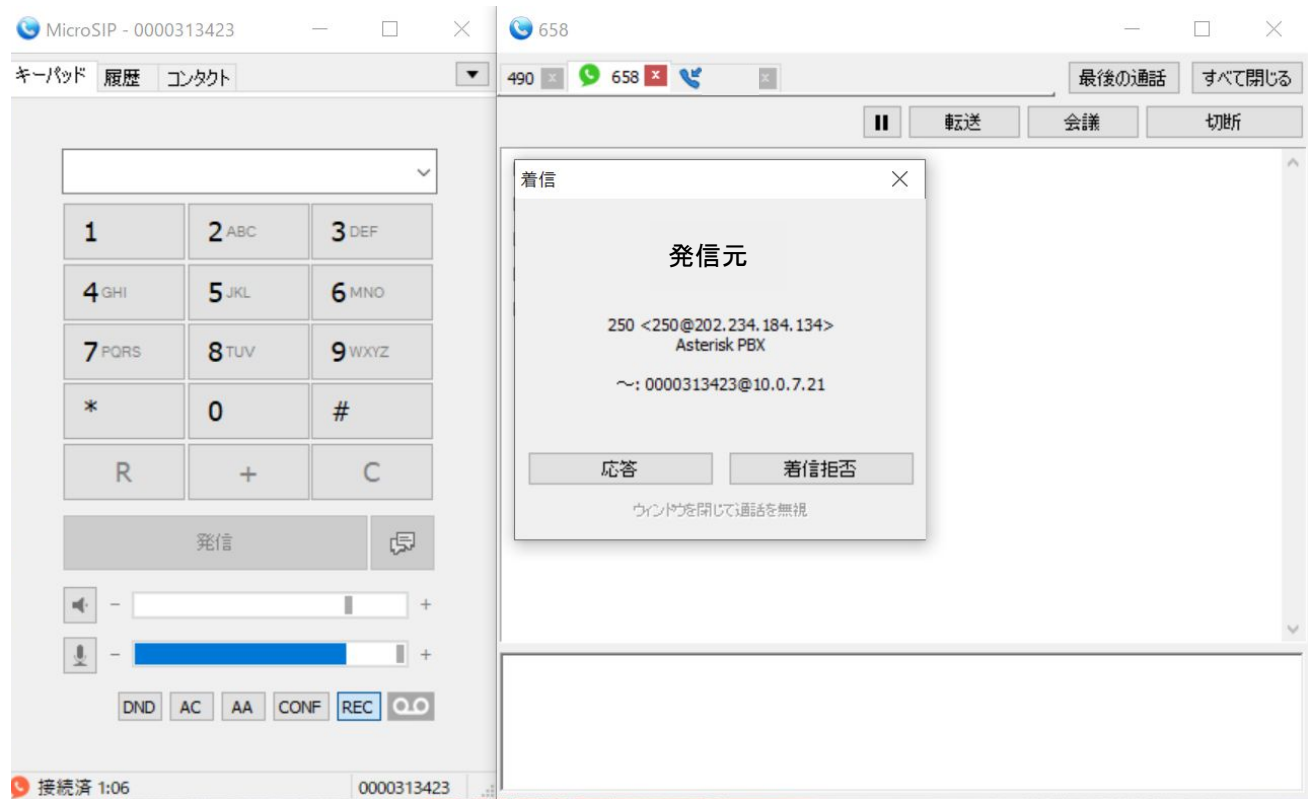 MicroSIP - 0000313423
キーパッド 履歴 コンタクト
1 2 ABC 3 DEF
4 GHI 5 JKL 6 MNO
7 PQRS 8 TUV 9 WXYZ
* 0 #
R + C
発信
- +
- +
DND AC AA CONF REC
接続済 1:06 0000313423
658
490 x 658 x x 最後の通話 すべて閉じる
転送 会議 切断
着信
発信元
250 <250@202.234.184.134>
Asterisk PBX
～: 0000313423@10.0.7.21
応答 着信拒否
ウィンドウを閉じて通話を無視